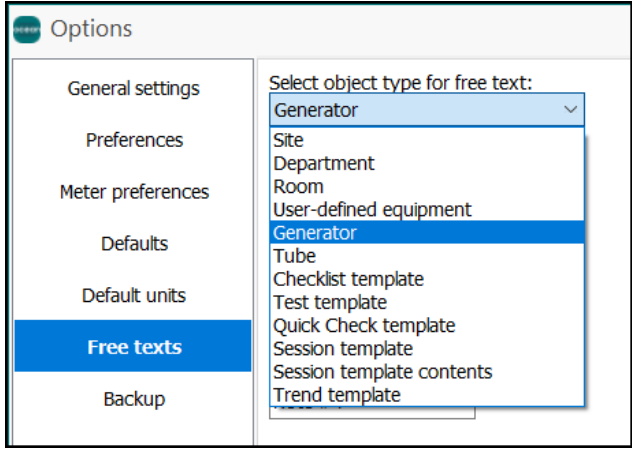 ocean
Options
General settings
Preferences
Meter preferences
Defaults
Default units
Free texts
Backup
Select object type for free text:
Generator
Site
Department
Room
User-defined equipment
Generator
Tube
Checklist template
Test template
Quick Check template
Session template
Session template contents
Trend template